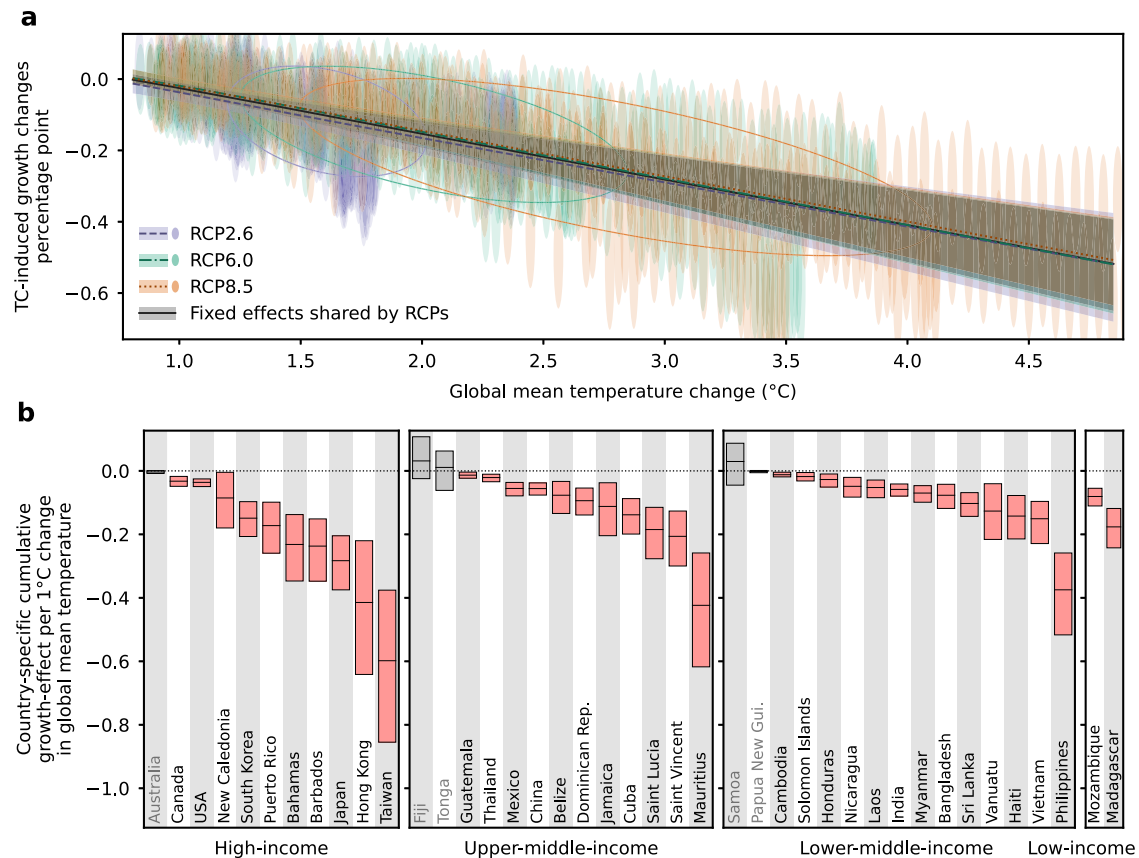 a
TC-induced growth changes
percentage point
0.0
−0.2
−0.4
−0.6
RCP2.6
RCP6.0
RCP8.5
Fixed effects shared by RCPs
1.0 1.5 2.0 2.5 3.0 3.5 4.0 4.5
Global mean temperature change (°C)
b
Country-specific cumulative
growth-effect per 1°C change
in global mean temperature
0.0
−0.2
−0.4
−0.6
−0.8
−1.0
Australia
Canada
USA
New Caledonia
South Korea
Puerto Rico
Bahamas
Barbados
Japan
Hong Kong
Taiwan
Fiji
Tonga
Guatemala
Thailand
Mexico
China
Belize
Dominican Rep.
Jamaica
Cuba
Saint Lucia
Saint Vincent
Mauritius
Samoa
Papua New Gui.
Cambodia
Solomon Islands
Honduras
Nicaragua
Laos
India
Myanmar
Bangladesh
Sri Lanka
Vanuatu
Haiti
Vietnam
Philippines
Mozambique
Madagascar
High-income Upper-middle-income Lower-middle-income Low-income